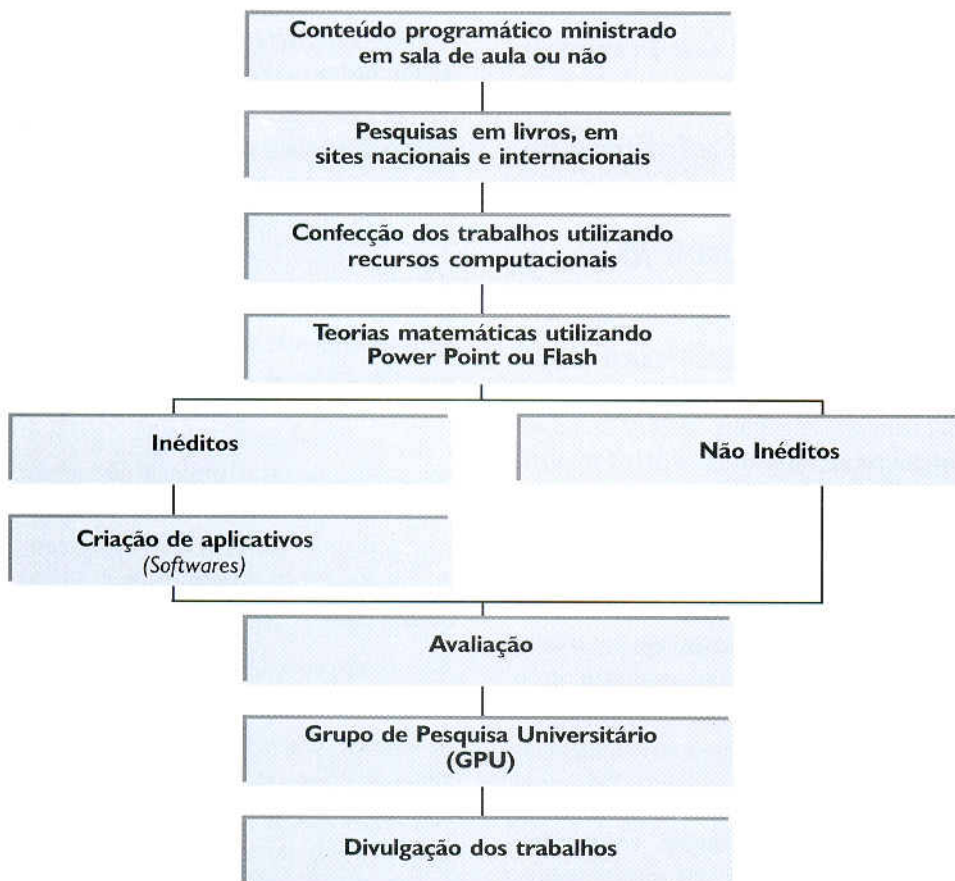 Conteúdo programático ministrado
em sala de aula ou não
Pesquisas em livros, em
sites nacionais e internacionais
Confecção dos trabalhos utilizando
recursos computacionais
Teorias matemáticas utilizando
Power Point ou Flash
Inéditos
Não Inéditos
Criação de aplicativos
(Softwares)
Avaliação
Grupo de Pesquisa Universitário
(GPU)
Divulgação dos trabalhos